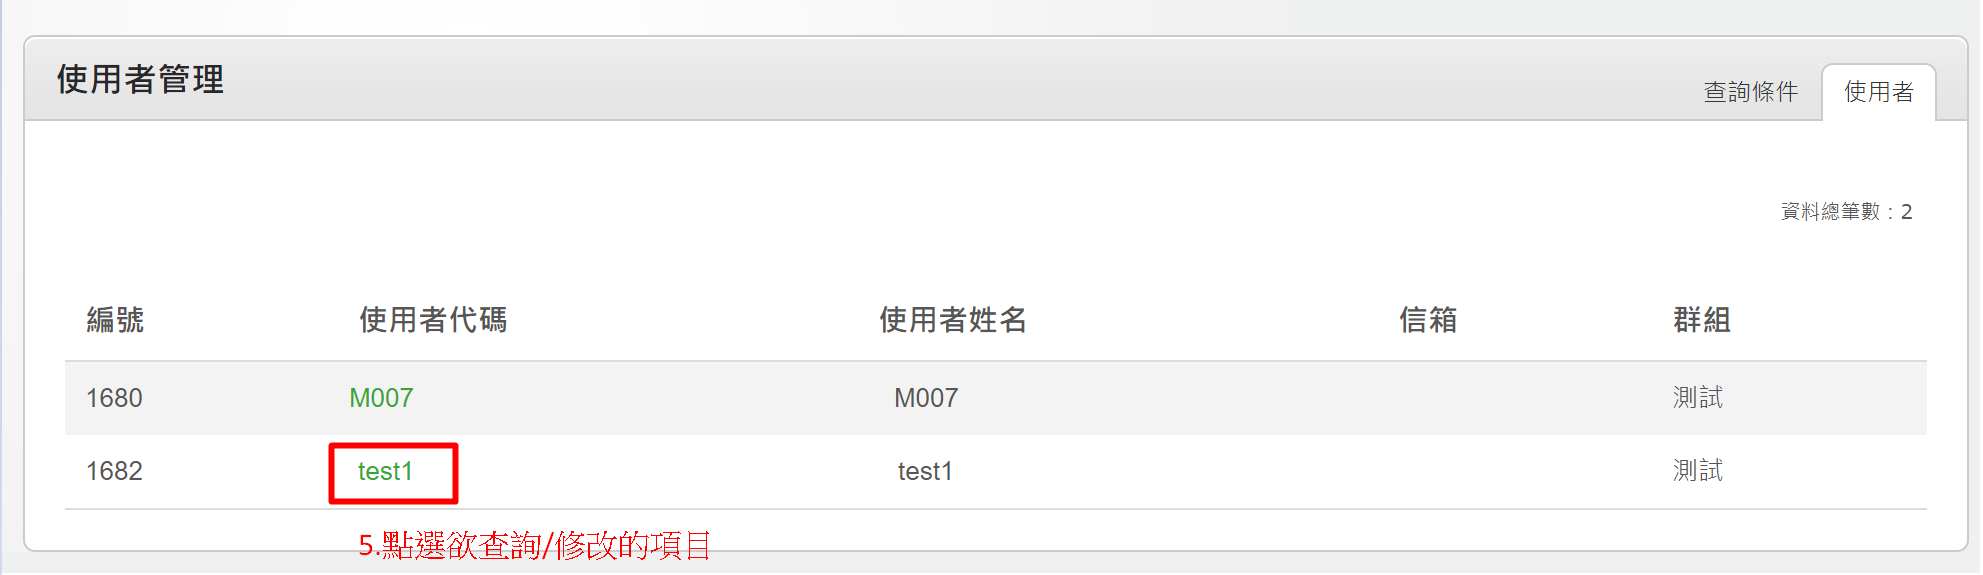 使用者管理
查詢條件 使用者
資料總筆數：2
編號 使用者代碼 使用者姓名 信箱 群組
1680 M007 M007 測試
1682 test1 test1 測試
5.點選欲查詢/修改的項目